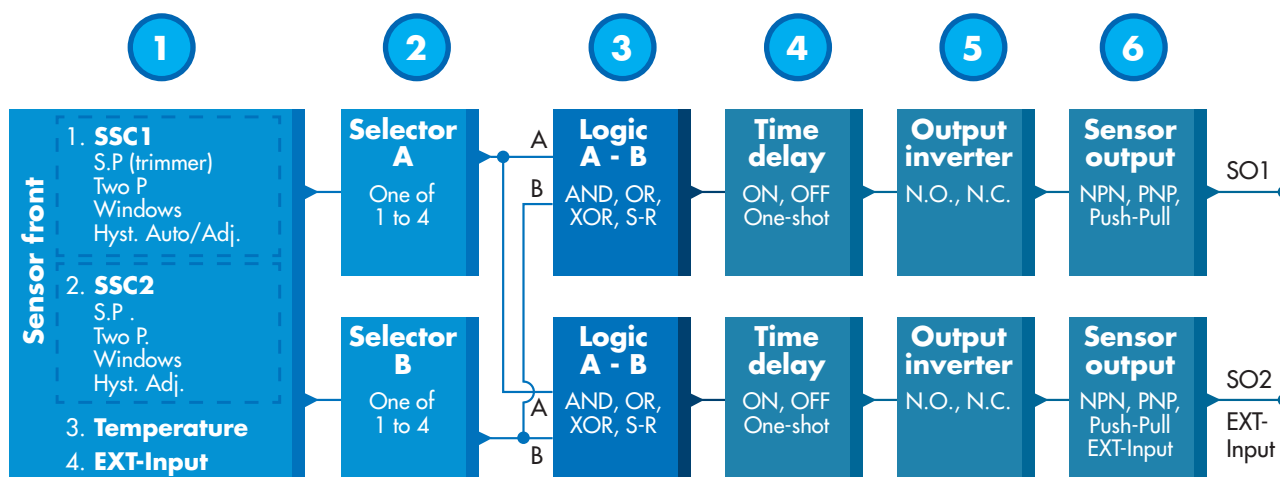 1
2
3
4
5
6
Sensor front
1. SSC1
S.P (trimmer)
Two P
Windows
Hyst. Auto/Adj.
2. SSC2
S.P .
Two P.
Windows
Hyst. Adj.
3. Temperature
4. EXT-Input
Selector
A
One of
1 to 4
A
B
Logic
A - B
AND, OR,
XOR, S-R
Time
delay
ON, OFF
One-shot
Output
inverter
N.O., N.C.
Sensor
output
NPN, PNP,
Push-Pull
SO1
Selector
B
One of
1 to 4
A
B
Logic
A - B
AND, OR,
XOR, S-R
Time
delay
ON, OFF
One-shot
Output
inverter
N.O., N.C.
Sensor
output
NPN, PNP,
Push-Pull
EXT-Input
SO2
EXT-
Input